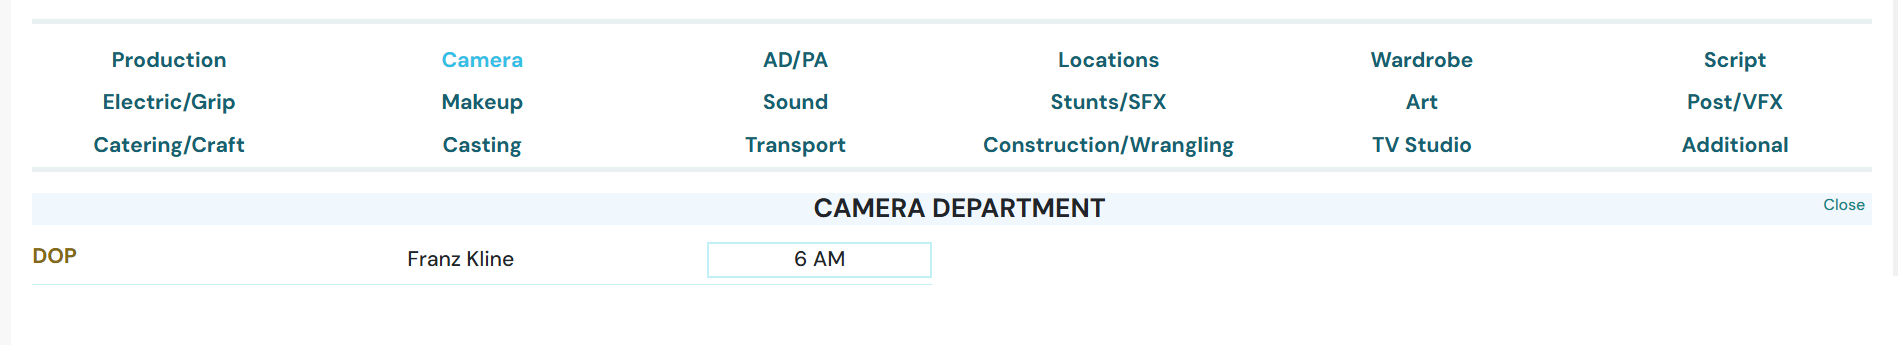 Production Camera AD/PA Locations Wardrobe Script
Electric/Grip Makeup Sound Stunts/SFX Art Post/VFX
Catering/Craft Casting Transport Construction/Wrangling TV Studio Additional
CAMERA DEPARTMENT Close
DOP Franz Kline 6 AM